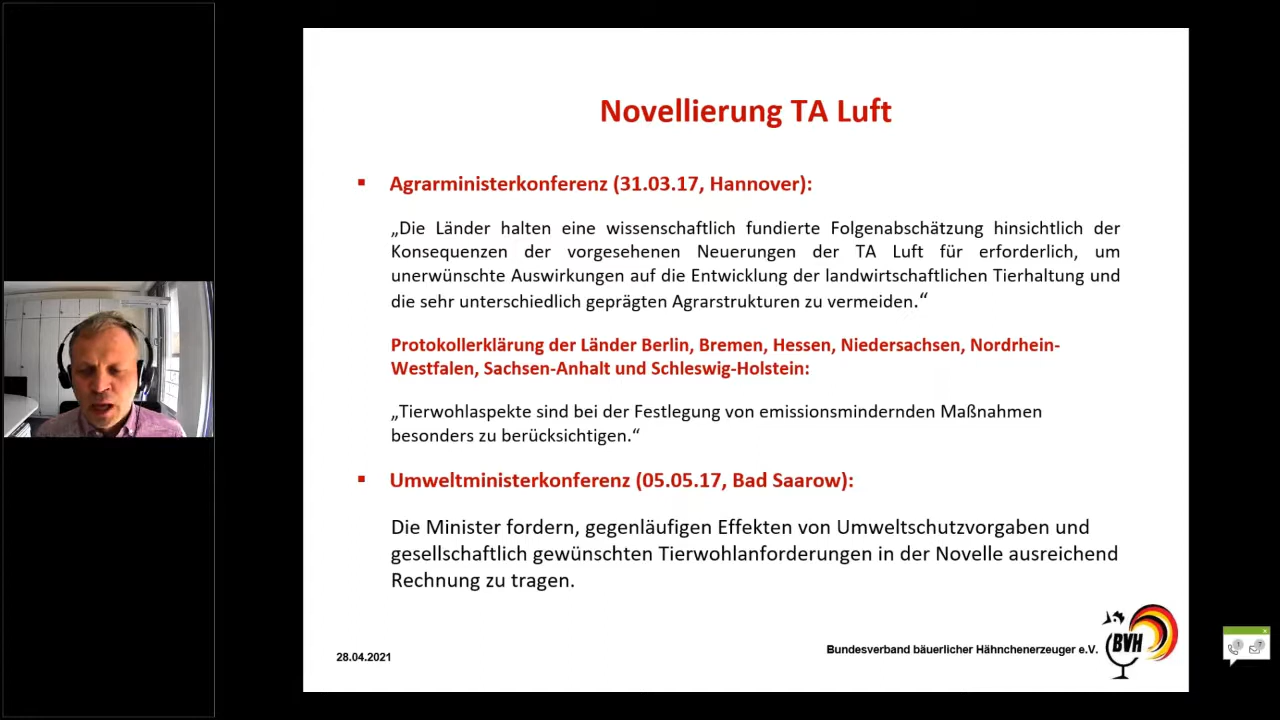 Novellierung TA Luft
▪ Agrarministerkonferenz (31.03.17, Hannover):
„Die Länder halten eine wissenschaftlich fundierte Folgenabschätzung hinsichtlich der
Konsequenzen der vorgesehenen Neuerungen der TA Luft für erforderlich, um
unerwünschte Auswirkungen auf die Entwicklung der landwirtschaftlichen Tierhaltung und
die sehr unterschiedlich geprägten Agrarstrukturen zu vermeiden.“
Protokollerklärung der Länder Berlin, Bremen, Hessen, Niedersachsen, Nordrhein-
Westfalen, Sachsen-Anhalt und Schleswig-Holstein:
„Tierwohlaspekte sind bei der Festlegung von emissionsmindernden Maßnahmen
besonders zu berücksichtigen.“
▪ Umweltministerkonferenz (05.05.17, Bad Saarow):
Die Minister fordern, gegenläufigen Effekten von Umweltschutzvorgaben und
gesellschaftlich gewünschten Tierwohlanforderungen in der Novelle ausreichend
Rechnung zu tragen.
28.04.2021
Bundesverband bäuerlicher Hähnchenerzeuger e.V.
BVH